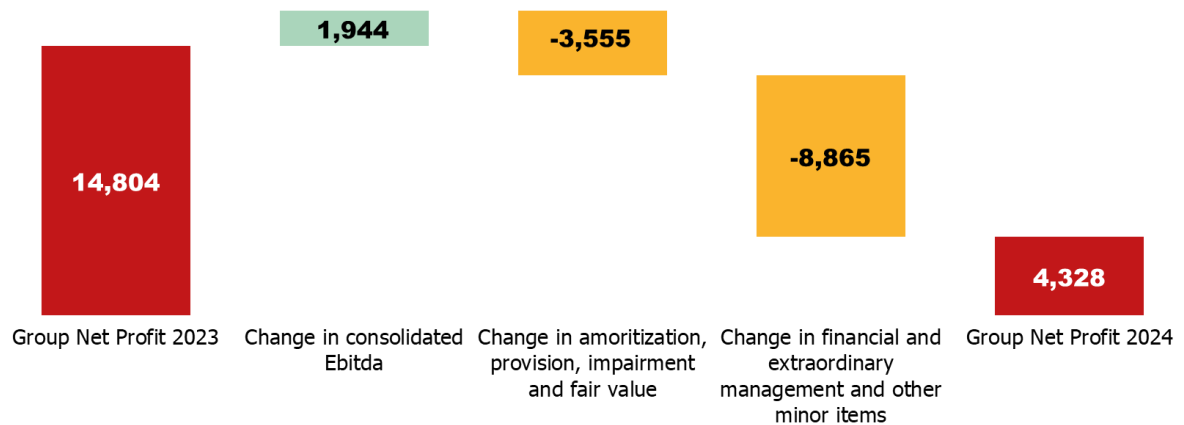 1,944
-3,555
-8,865
14,804
4,328
Group Net Profit 2023
Change in consolidated
Ebitda
Change in amoritization,
provision, impairment
and fair value
Change in financial and
extraordinary
management and other
minor items
Group Net Profit 2024